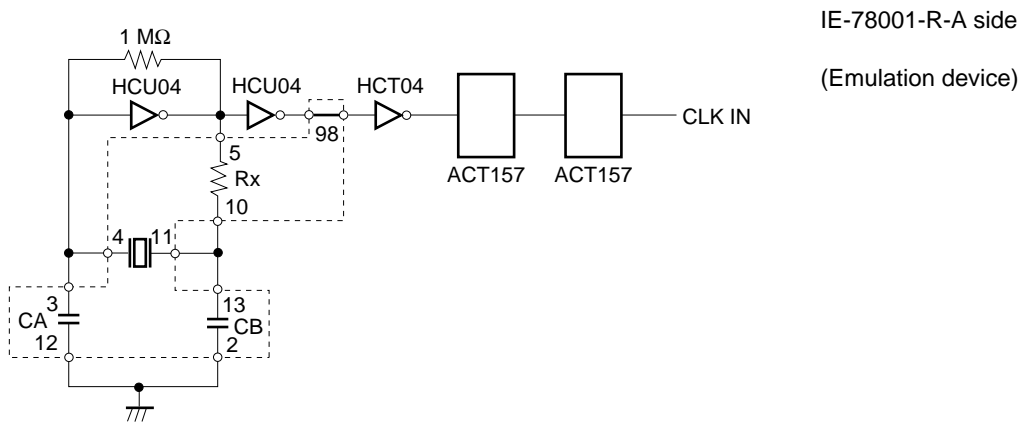 IE-78001-R-A side
(Emulation device)
1 MΩ
HCU04
HCU04
HCT04
CLK IN
98
5
ACT157
ACT157
Rx
10
4
11
3
13
CA
CB
12
2